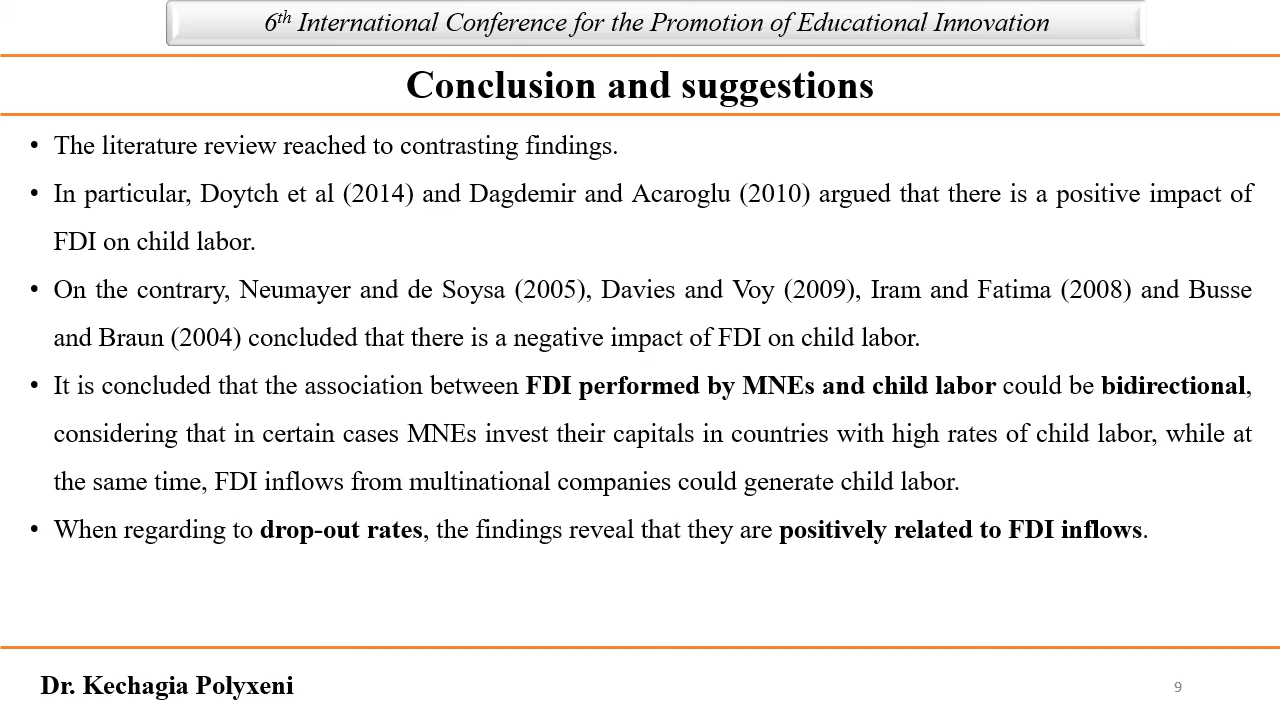 6th International Conference for the Promotion of Educational Innovation
Conclusion and suggestions
• The literature review reached to contrasting findings.
• In particular, Doytch et al (2014) and Dagdemir and Acaroglu (2010) argued that there is a positive impact of
FDI on child labor.
• On the contrary, Neumayer and de Soysa (2005), Davies and Voy (2009), Iram and Fatima (2008) and Busse
and Braun (2004) concluded that there is a negative impact of FDI on child labor.
• It is concluded that the association between FDI performed by MNEs and child labor could be bidirectional,
considering that in certain cases MNEs invest their capitals in countries with high rates of child labor, while at
the same time, FDI inflows from multinational companies could generate child labor.
• When regarding to drop-out rates, the findings reveal that they are positively related to FDI inflows.
Dr. Kechagia Polyxeni
9